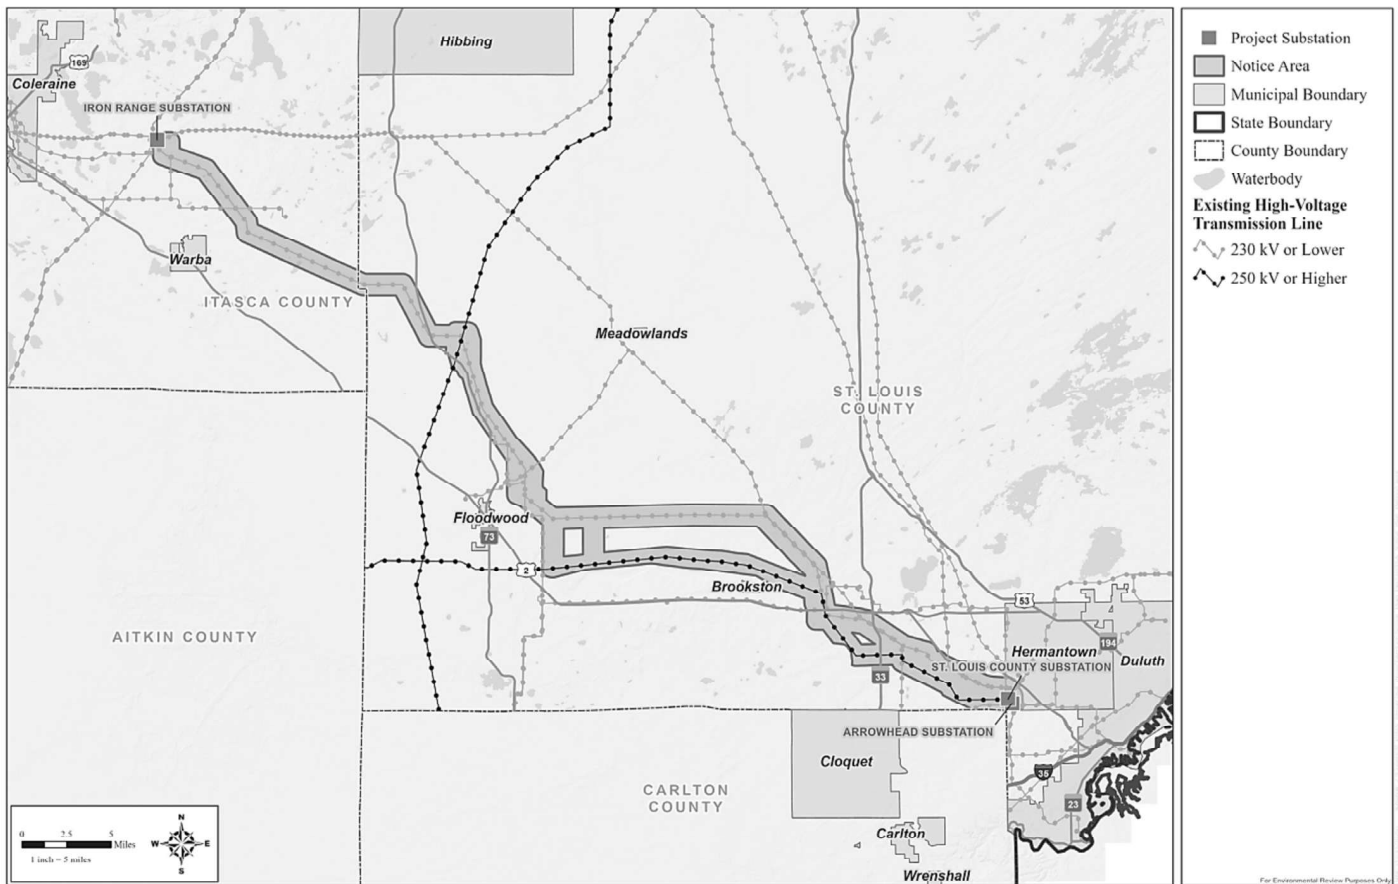 Hibbing
169
Coleraine
IRON RANGE SUBSTATION
Warba
ITASCA COUNTY
Meadowlands
ST. LOUIS
COUNTY
Floodwood
73
2
Brookston
53
AITKIN COUNTY
194
Hermantown
Duluth
ST. LOUIS COUNTY SUBSTATION
33
ARROWHEAD SUBSTATION
Cloquet
35
CARLTON
COUNTY
23
Carlton
Wrenshall
0 2.5 5
Miles
1 inch = 5 miles
N
W E
S
Project Substation
Notice Area
Municipal Boundary
State Boundary
County Boundary
Waterbody
Existing High-Voltage
Transmission Line
230 kV or Lower
250 kV or Higher
For Environmental Review Purposes Only